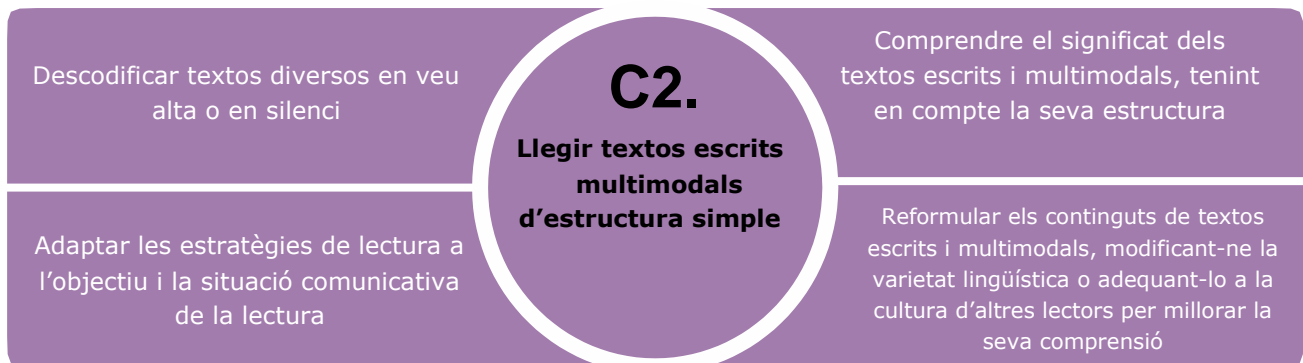 Descodificar textos diversos en veu
alta o en silenci
C2.
Llegir textos escrits
multimodals
d’estructura simple
Comprendre el significat dels
textos escrits i multimodals, tenint
en compte la seva estructura
Adaptar les estratègies de lectura a
l’objectiu i la situació comunicativa
de la lectura
Reformular els continguts de textos
escrits i multimodals, modificant-ne la
varietat lingüística o adequant-lo a la
cultura d’altres lectors per millorar la
seva comprensió